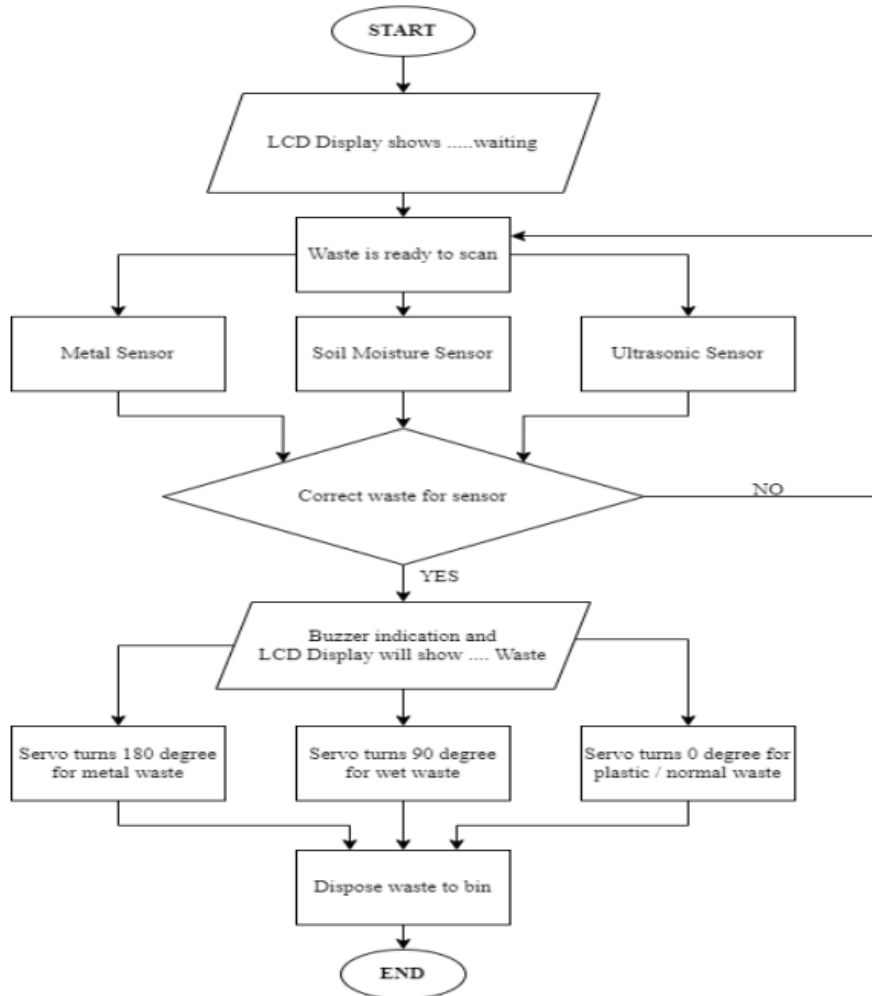 START
LCD Display shows .....waiting
Waste is ready to scan
Metal Sensor
Soil Moisture Sensor
Ultrasonic Sensor
Correct waste for sensor
NO
YES
Buzzer indication and
LCD Display will show .... Waste
Servo turns 180 degree
for metal waste
Servo turns 90 degree
for wet waste
Servo turns 0 degree for
plastic / normal waste
Dispose waste to bin
END